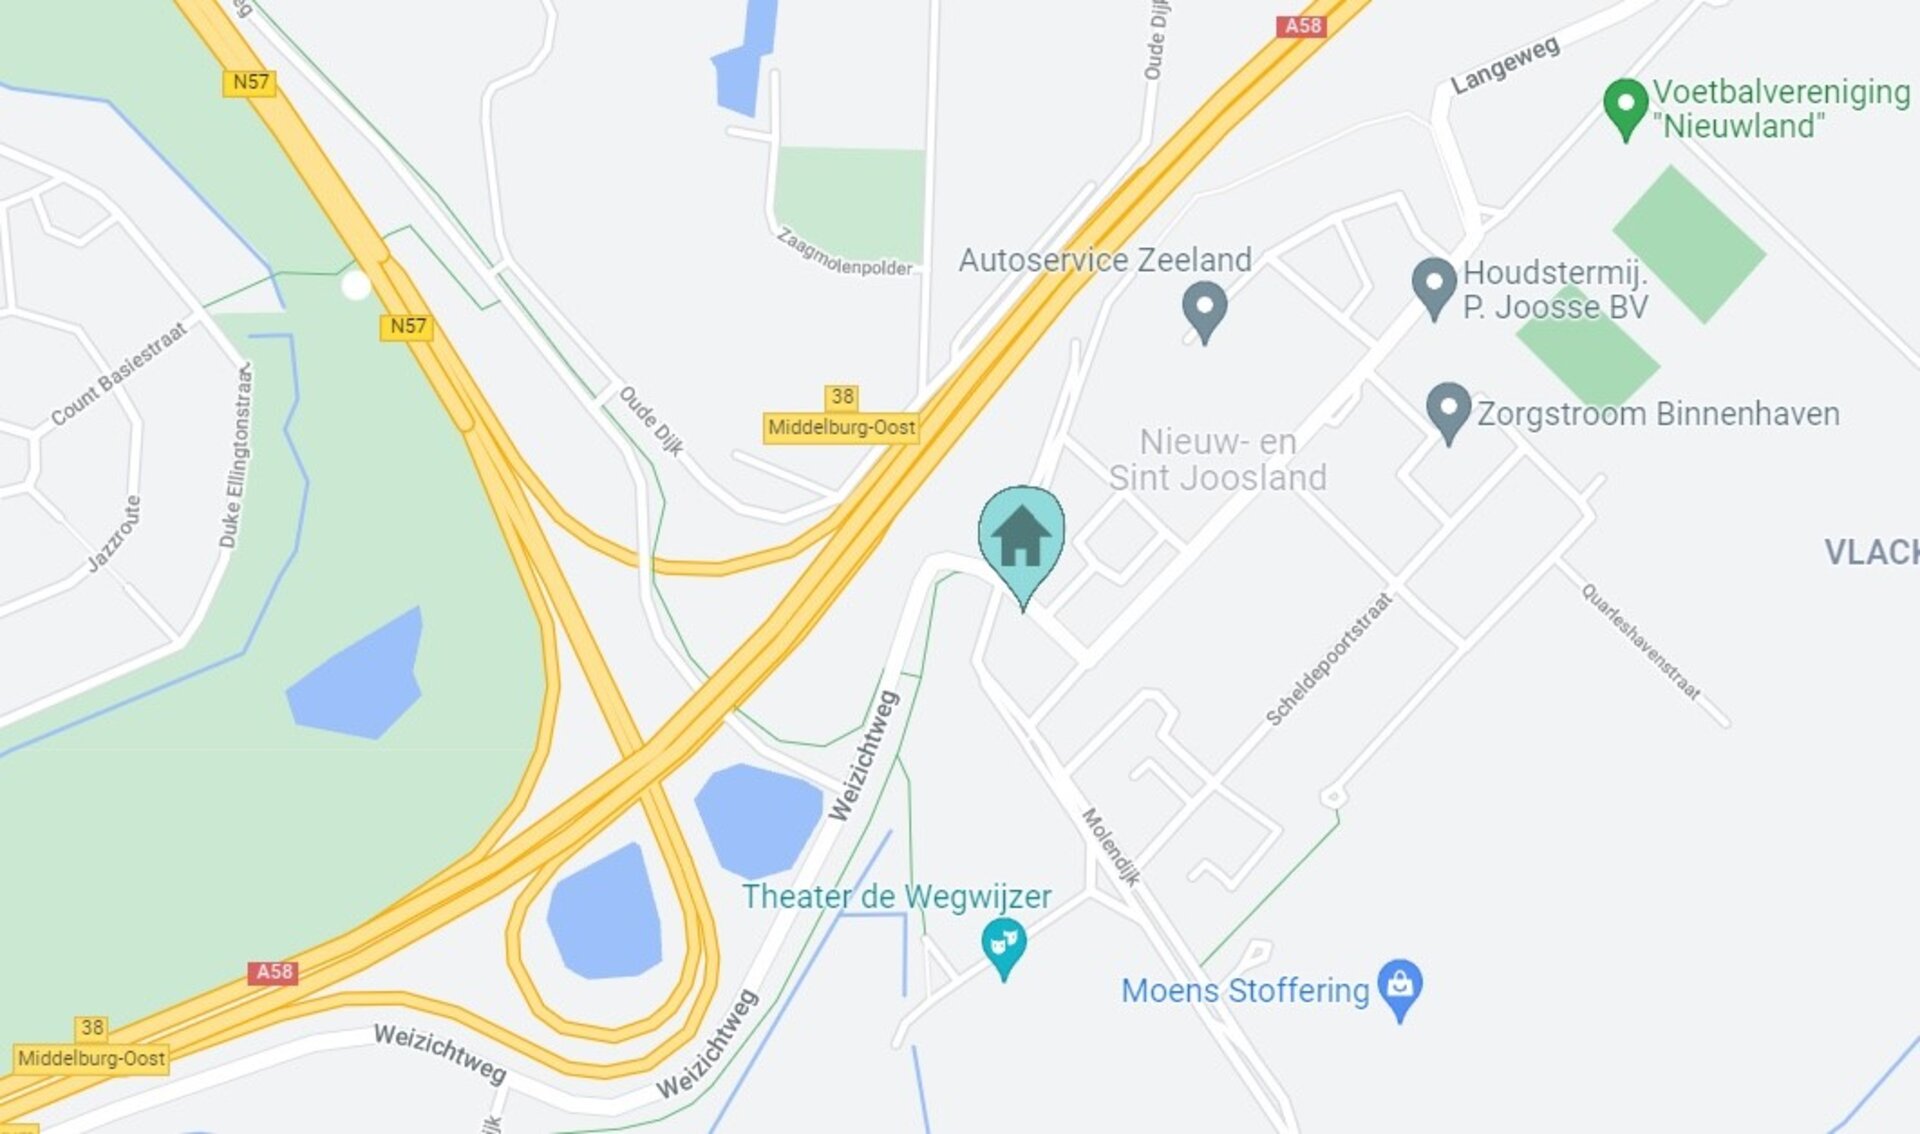 eg
N57
A58
Oude Dijk
Langeweg
Voetbalvereniging
"Nieuwland"
Zaagmolenpolder
Autoservice Zeeland
Houdstermij.
P. Joosse BV
N57
Count Basiestraat
Duke Ellingtonstraat
Jazzroute
Oude Dijk
38
Middelburg-Oost
Zorgstroom Binnenhaven
Nieuw- en
Sint Joosland
VLACK
Quarleshavenstraat
Scheldepoortstraat
Weizichtweg
Molendijk
Theater de Wegwijzer
A58
Moens Stoffering
38
Middelburg-Oost
Weizichtweg
Weizichtweg
ijk